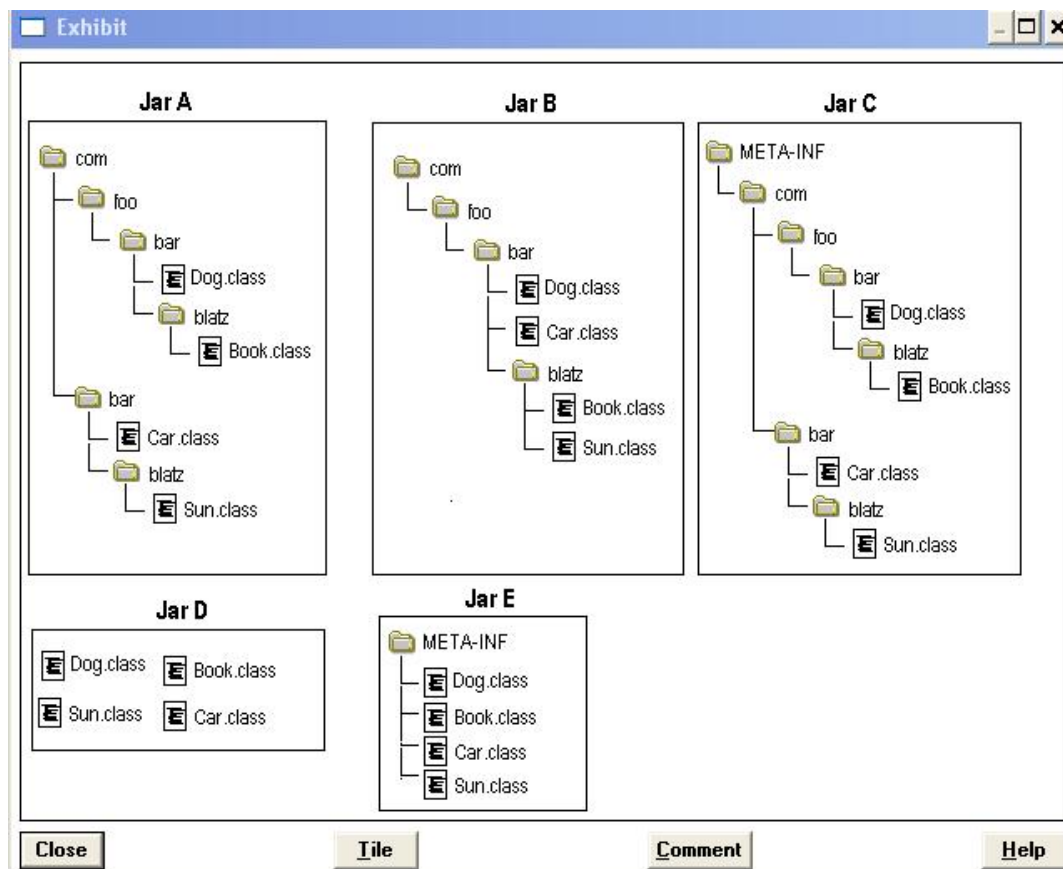 Exhibit
Jar A
com
foo
bar
Dog.class
blatz
Book.class
bar
Car.class
blatz
Sun.class
Jar B
com
foo
bar
Dog.class
Car.class
blatz
Book.class
Sun.class
Jar C
META-INF
com
foo
bar
Dog.class
blatz
Book.class
bar
Car.class
blatz
Sun.class
Jar D
Dog.class
Book.class
Sun.class
Car.class
Jar E
META-INF
Dog.class
Book.class
Car.class
Sun.class
Close
Tile
Comment
Help